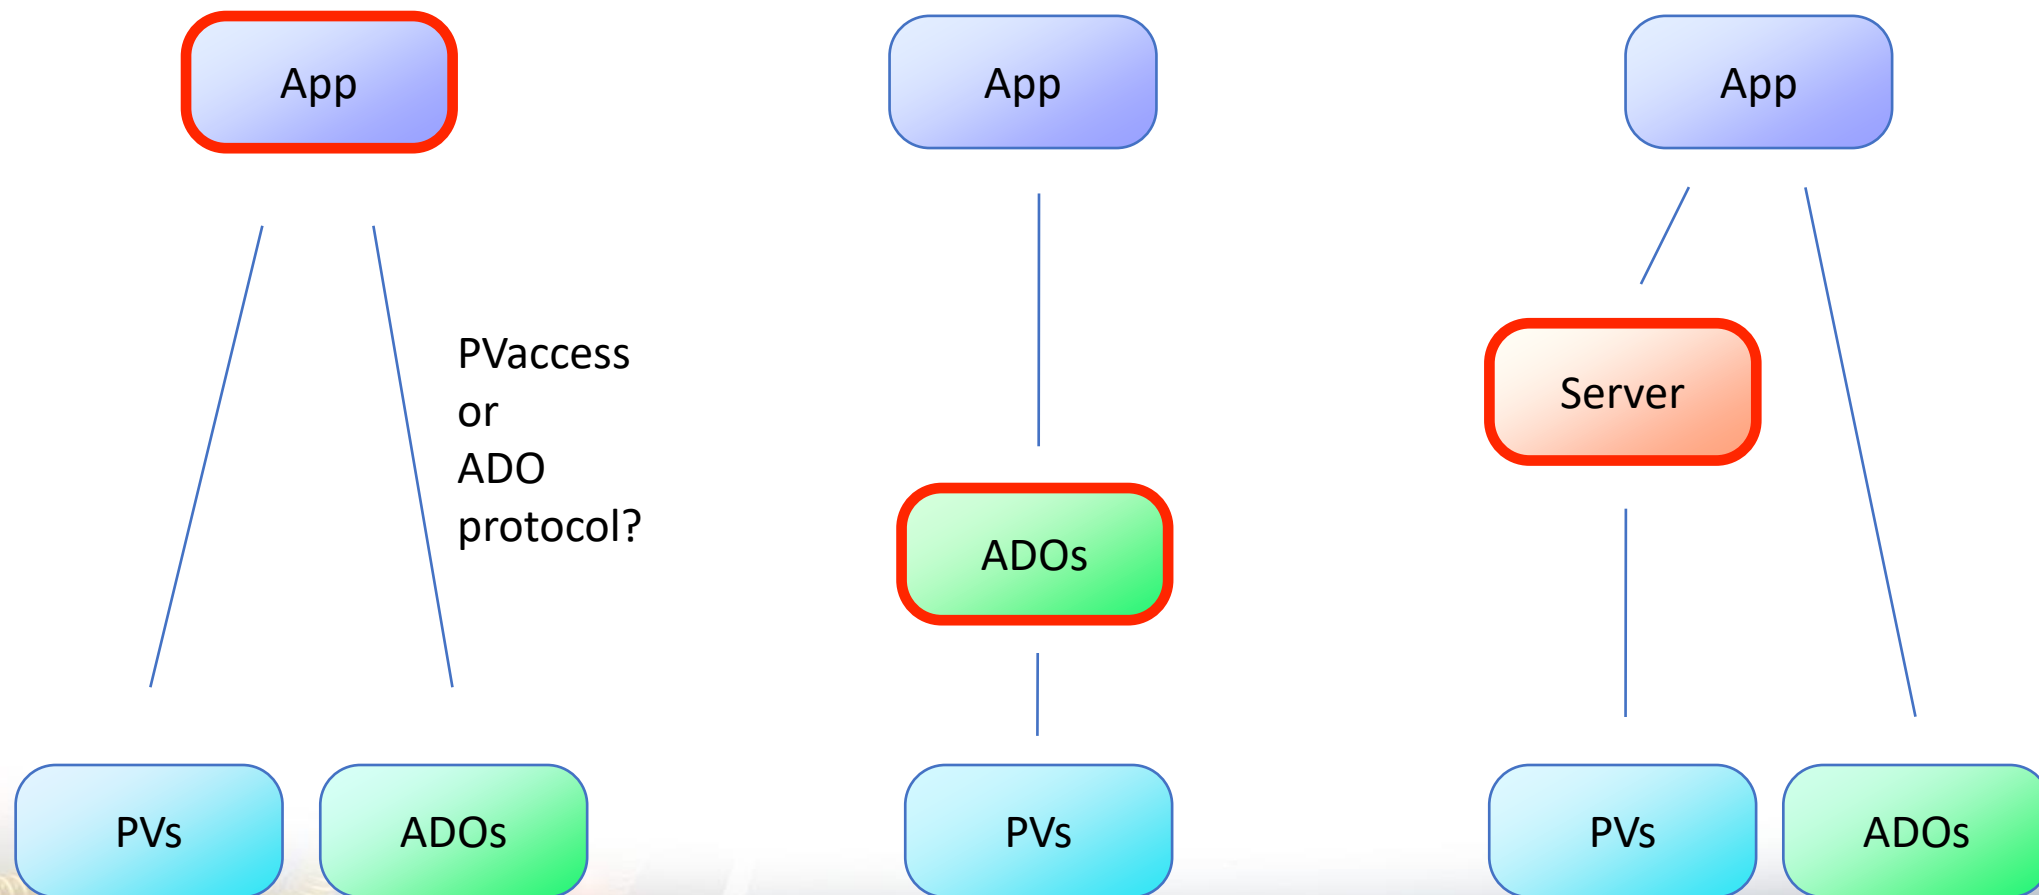 App
App
App
PVaccess
or
ADO
protocol?
Server
ADOs
PVs
ADOs
PVs
PVs
ADOs